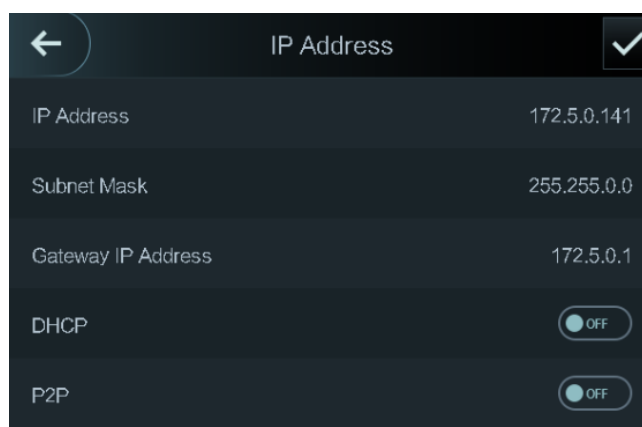 IP Address
IP Address 172.5.0.141
Subnet Mask 255.255.0.0
Gateway IP Address 172.5.0.1
DHCP OFF
P2P OFF